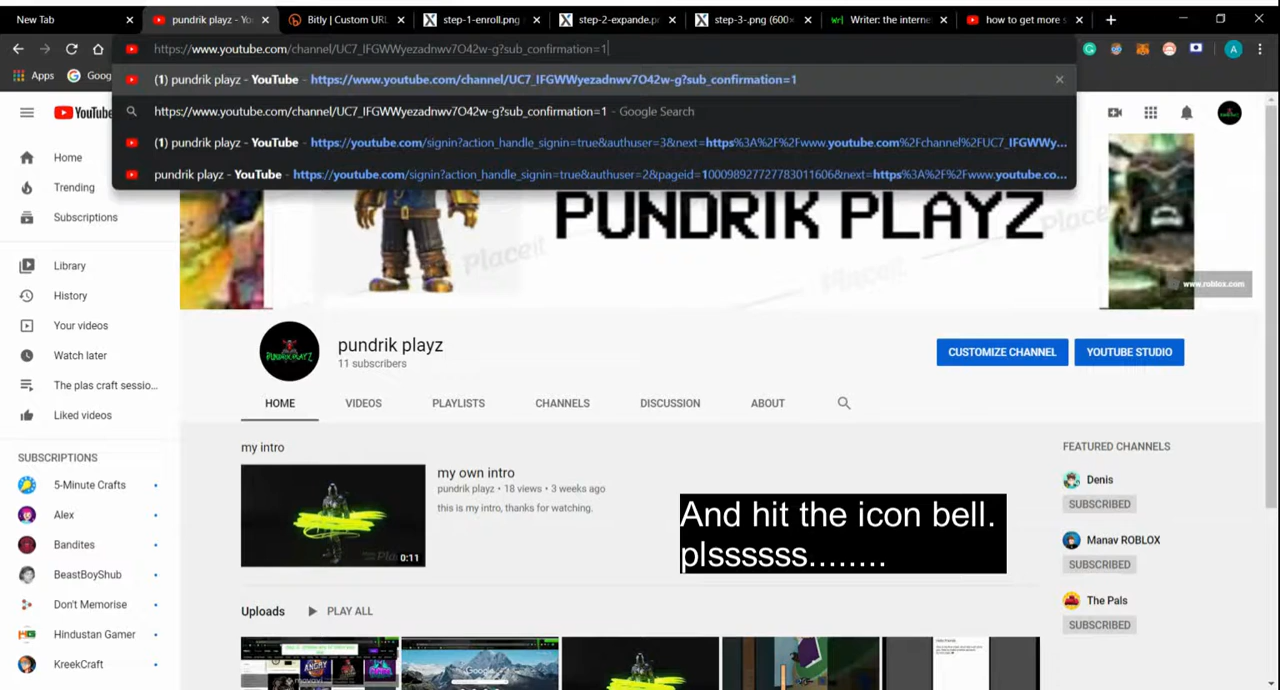 New Tab
pundrik playz - Yo
Bitly | Custom URL
step-1-enroll.png
step-2-expande.p
step-3-.png (600×
Writer: the interne
how to get more s
https://www.youtube.com/channel/UC7_IFGWWyezadnwv7O42w-g?sub_confirmation=1
Apps
Goog
(1) pundrik playz - YouTube - https://www.youtube.com/channel/UC7_IFGWWyezadnwv7O42w-g?sub_confirmation=1
https://www.youtube.com/channel/UC7_IFGWWyezadnwv7O42w-g?sub_confirmation=1 - Google Search
(1) pundrik playz - YouTube - https://youtube.com/signin?action_handle_signin=true&authuser=3&next=https%3A%2F%2Fwww.youtube.com%2Fchannel%2FUC7_IFGWWy...
pundrik playz - YouTube - https://youtube.com/signin?action_handle_signin=true&authuser=2&pageid=100098927727783011606&next=https%3A%2F%2Fwww.youtube.co...
YouTube
Home
Trending
Subscriptions
Library
History
Your videos
Watch later
The plas craft sessio...
Liked videos
SUBSCRIPTIONS
5-Minute Crafts
Alex
Bandites
BeastBoyShub
Don't Memorise
Hindustan Gamer
KreekCraft
PUNDRIK PLAYZ
Placeit
www.roblox.com
PUNDRIK PLAYZ
pundrik playz
11 subscribers
CUSTOMIZE CHANNEL
YOUTUBE STUDIO
HOME
VIDEOS
PLAYLISTS
CHANNELS
DISCUSSION
ABOUT
my intro
my own intro
pundrik playz • 18 views • 3 weeks ago
this is my intro, thanks for watching.
0:11
And hit the icon bell.
plssssss........
FEATURED CHANNELS
Denis
SUBSCRIBED
Manav ROBLOX
SUBSCRIBED
The Pals
SUBSCRIBED
Uploads
PLAY ALL